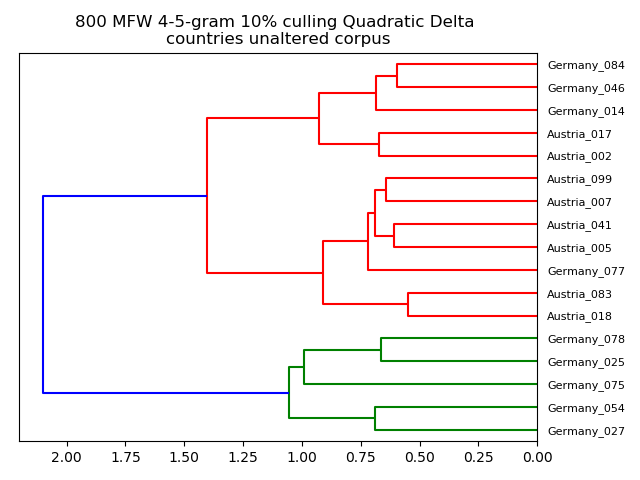 800 MFW 4-5-gram 10% culling Quadratic Delta
countries unaltered corpus
Germany_084
Germany_046
Germany_014
Austria_017
Austria_002
Austria_099
Austria_007
Austria_041
Austria_005
Germany_077
Austria_083
Austria_018
Germany_078
Germany_025
Germany_075
Germany_054
Germany_027
2.00 1.75 1.50 1.25 1.00 0.75 0.50 0.25 0.00